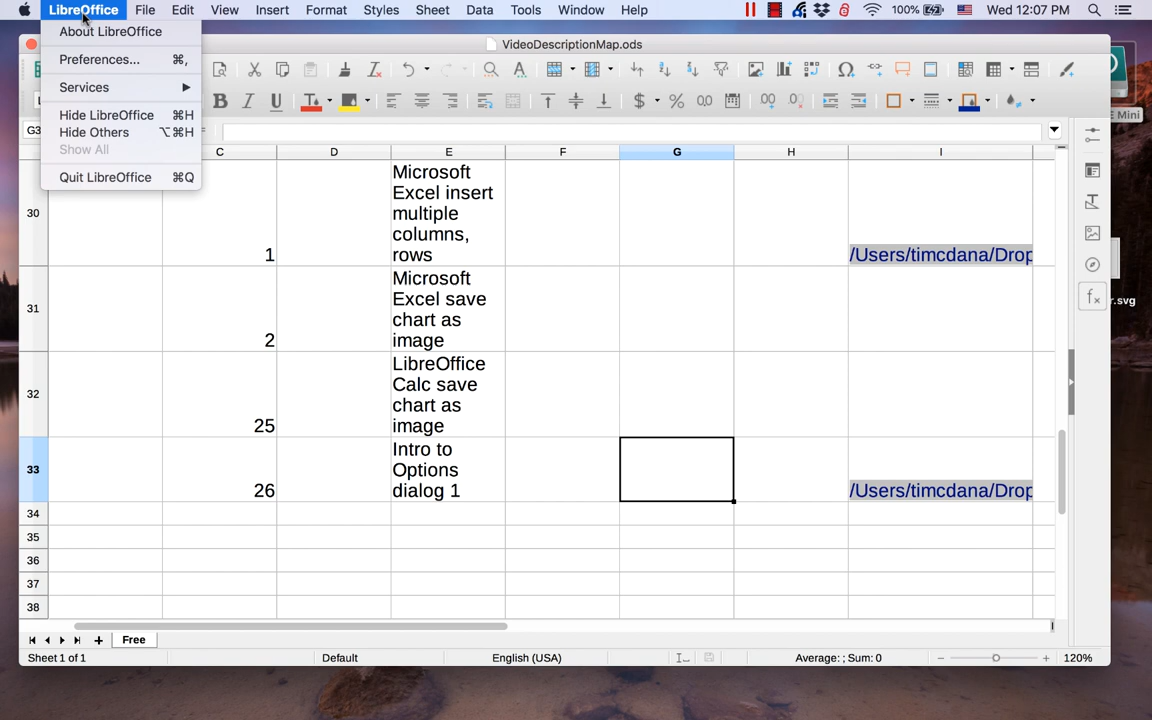 LibreOffice File Edit View Insert Format Styles Sheet Data Tools Window Help 100% Wed 12:07 PM
About LibreOffice
Preferences... ⌘,
Services
Hide LibreOffice ⌘H
Hide Others ⌥⌘H
Show All
Quit LibreOffice ⌘Q
VideoDescriptionMap.ods
E Mini
G3
C D E F G H I
30
1
Microsoft
Excel insert
multiple
columns,
rows
/Users/timcdana/Drop
31
2
Microsoft
Excel save
chart as
image
32
25
LibreOffice
Calc save
chart as
image
33
26
Intro to
Options
dialog 1
/Users/timcdana/Drop
34
35
36
37
38
r.svg
Free
Sheet 1 of 1 Default English (USA) Average: ; Sum: 0 120%